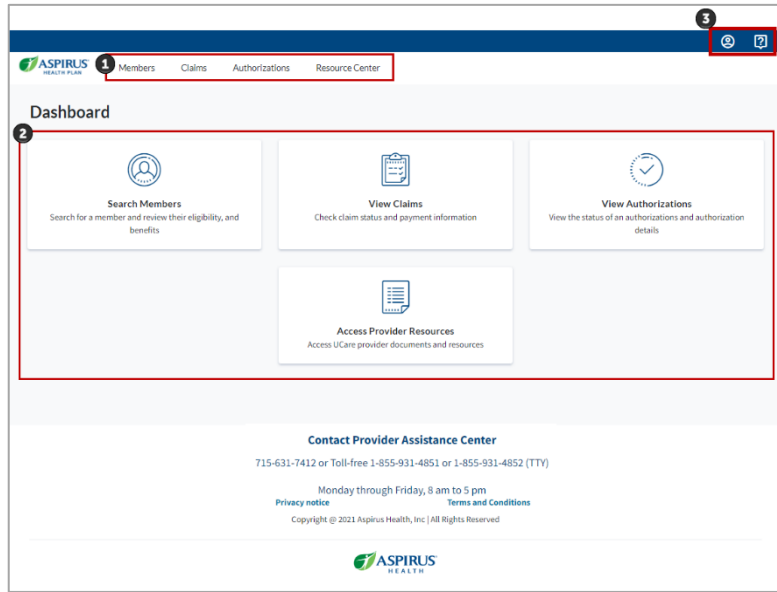 3
ASPIRUS
HEALTH PLAN
1
Members Claims Authorizations Resource Center
Dashboard
2
Search Members
Search for a member and review their eligibility, and
benefits
View Claims
Check claim status and payment information
View Authorizations
View the status of an authorizations and authorization
details
Access Provider Resources
Access UCare provider documents and resources
Contact Provider Assistance Center
715-631-7412 or Toll-free 1-855-931-4851 or 1-855-931-4852 (TTY)
Monday through Friday, 8 am to 5 pm
Privacy notice Terms and Conditions
Copyright @ 2021 Aspirus Health, Inc | All Rights Reserved
ASPIRUS
HEALTH